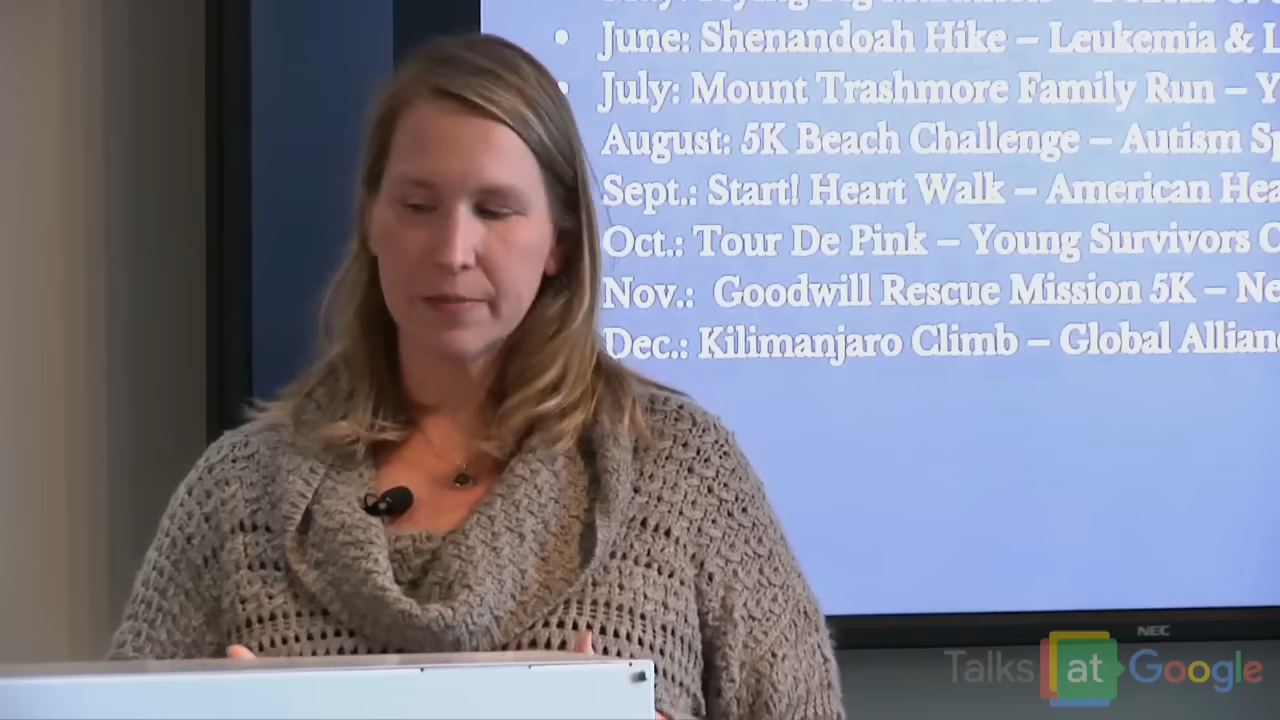 • June: Shenandoah Hike – Leukemia & L
July: Mount Trashmore Family Run – Y
August: 5K Beach Challenge – Autism Sp
Sept.: Start! Heart Walk – American Hea
Oct.: Tour De Pink – Young Survivors C
Nov.: Goodwill Rescue Mission 5K – Ne
Dec.: Kilimanjaro Climb – Global Allian
NEC
Talks at Google